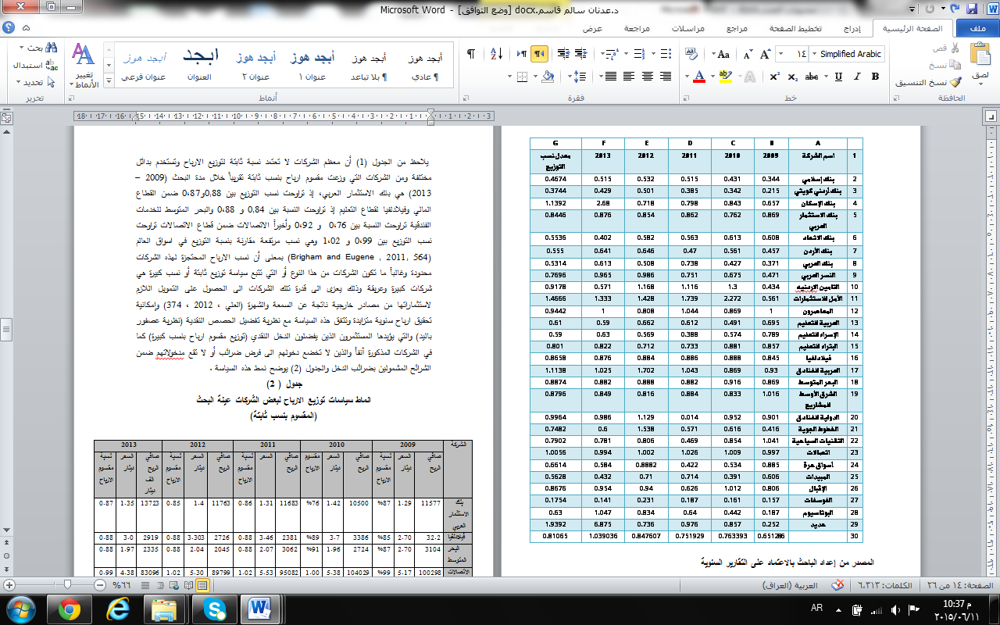 د.عدنان سالم قاسم.docx [وضع التوافق] - Microsoft Word
ملف الصفحة الرئيسية إدراج تخطيط الصفحة مراجع مراسلات مراجعة عرض
لصق
قص
نسخ
نسخ التنسيق
الحافظة
Simplified Arabic ١٤
خط
فقرة
أبجد هوز أبجد هوز أبجد هوز أبجد هوز ابجد أبجد هوز
¶ عادي ¶ بلا تباعد عنوان ١ عنوان ٢ العنوان عنوان فرعي
تغيير الأنماط
أنماط
بحث
استبدال
تحديد
تحرير
A B C D E F G
1 اسم الشركة 2009 2010 2011 2012 2013 معدل نسب التوزيع
2 بنك إسلامي 0.344 0.431 0.515 0.532 0.515 0.4674
3 بنك أردني كويتي 0.215 0.342 0.385 0.501 0.429 0.3744
4 بنك الإسكان 0.843 0.657 0.798 0.718 2.68 1.1392
5 بنك الاستثمار العربي 0.869 0.762 0.862 0.854 0.876 0.8446
6 بنك الاتحاد 0.608 0.613 0.563 0.582 0.402 0.5536
7 بنك الأردن 0.457 0.561 0.47 0.646 0.641 0.555
8 بنك العربي 0.371 0.427 0.738 0.508 0.613 0.5314
9 النسر العربي 0.471 0.675 0.751 0.986 0.965 0.7696
10 التامين الاردنيه 0.434 1.3 1.116 1.168 0.571 0.9178
11 الأمل للاستثمارات 0.561 2.272 1.739 1.428 1.333 1.4666
12 المعاصرون 1 0.869 1.044 0.808 1 0.9442
13 العربية للتعليم 0.695 0.491 0.612 0.662 0.59 0.61
14 الإسراء للتعليم 0.789 0.574 0.388 0.569 0.63 0.59
15 البتراء للتعليم 0.857 0.881 0.733 0.712 0.822 0.801
16 فيلادلفيا 0.845 0.888 0.884 0.886 0.876 0.8658
17 العربية للفنادق 0.93 0.869 1.043 1.702 1.025 1.1138
18 البحر المتوسط 0.869 0.916 0.882 0.888 0.882 0.8874
19 الشرق الأوسط للمشاريع 1.016 0.833 0.884 0.816 0.849 0.8796
20 الدولية للفنادق 0.901 0.952 0.014 1.129 0.986 0.9964
21 الخطوط الجوية 0.416 0.616 0.571 1.538 0.6 0.7482
22 التقنيات السياحية 1.041 0.854 0.469 0.806 0.781 0.7902
23 اتصالات 0.997 1.009 1.026 1.002 0.994 1.0056
24 أسواق حرة 0.885 0.534 0.422 0.8882 0.584 0.6614
25 المبيدات 0.606 0.391 0.714 0.71 0.432 0.5628
26 الإقبال 0.806 1.012 0.626 0.94 0.954 0.8676
27 الفوسفات 0.157 0.161 0.187 0.231 0.141 0.1754
28 البوتاسيوم 0.187 0.442 0.64 0.834 1.047 0.63
29 حديد 0.252 0.857 0.976 0.736 6.875 1.9392
30 0.651286 0.763393 0.751929 0.847607 1.039036 0.81065
المصدر من إعداد الباحث بالاعتماد على التقارير السنوية
يلاحظ من الجدول (1) أن معظم الشركات لا تعتمد نسبة ثابتة لتوزيع الارباح وتستخدم بدائل
مختلفة ومن الشركات التي وزعت مقسوم ارباح بنسب ثابتة تقريباً خلال مدة البحث (2009 –
2013) هي بنك الاستثمار العربي، إذ تراوحت نسب التوزيع بين 0,88و0،87 ضمن القطاع
المالي وفيلادلفيا لقطاع التعليم إذ تراوحت النسبة بين 0,84 و 0،88 والبحر المتوسط للخدمات
الفندقية تراوحت النسبة بين 0،76 و 0،92 وأخيراً الاتصالات ضمن قطاع الاتصالات تراوحت
نسب التوزيع بين 0،99 و 1،02 وهي نسب مرتفعة مقارنة بنسبة التوزيع في اسواق العالم
(Brigham and Eugene , 2011, 564) بمعنى أن نسب الارباح المحتجزة لهذه الشركات
محدودة وغالباً ما تكون الشركات من هذا النوع أو التي تتبع سياسة توزيع ثابتة أو نسب كبيرة هي
شركات كبيرة وعريقة وذلك يعزى الى قدرة تلك الشركات الى الحصول على التمويل اللازم
لاستثماراتها من مصادر خارجية ناتجة عن السمعة والشهرة (العلي ، 2012 ، 374) وإمكانية
تحقيق ارباح سنوية متزايدة وتتفق هذه السياسة مع نظرية تفضيل الحصص النقدية (نظرية عصفور
باليد) والتي يؤيدها المستثمرون الذين يفضلون الدخل النقدي (توزيع مقسوم ارباح بنسب كبيرة) كما
في الشركات المذكورة آنفاً والذين لا تخضع دخولهم الى فرض ضرائب أو لا تقع مدخولاتهم ضمن
الشرائح المشمولين بضرائب الدخل والجدول (2) يوضح نمط هذه السياسة .
جدول ( 2)
انماط سياسات توزيع الارباح لبعض الشركات عينة البحث
(المقسوم بنسب ثابتة)
الشركة 2009 2010 2011 2012 2013
صافي الربح السعر دينار نسبة مقسوم الارباح صافي الربح السعر دينار مقسوم الارباح صافي الربح السعر دينار نسبة مقسوم الارباح صافي الربح السعر دينار نسبة مقسوم الارباح صافي الربح الف دينار السعر دينار نسبة مقسوم الارباح
بنك الاستثمار العربي 11577 1.29 %87 10500 1.42 %76 11683 1.31 0.86 11763 1.4 0.85 13723 1.35 0.87
فيلادلفيا 32.2 2.70 %85 3386 3.7 %89 2381 3.46 0.88 2726 3.303 0.88 2919 3.0 0.88
البحر المتوسط 3104 2.70 %87 2724 1.96 %91 3062 2.07 0.88 2045 2.04 0.88 2335 1.97 0.88
الاتصالات 100298 5.17 %99 104029 5.38 1.00 95082 5.53 1.02 89799 5.30 1.02 83096 4.38 0.99
الصفحة: ١٤ من ٢٦ الكلمات: ٦،٣١٣ العربية (العراق) ٦٦%
AR
10:37 م
٢٠١٥/٠٦/١١